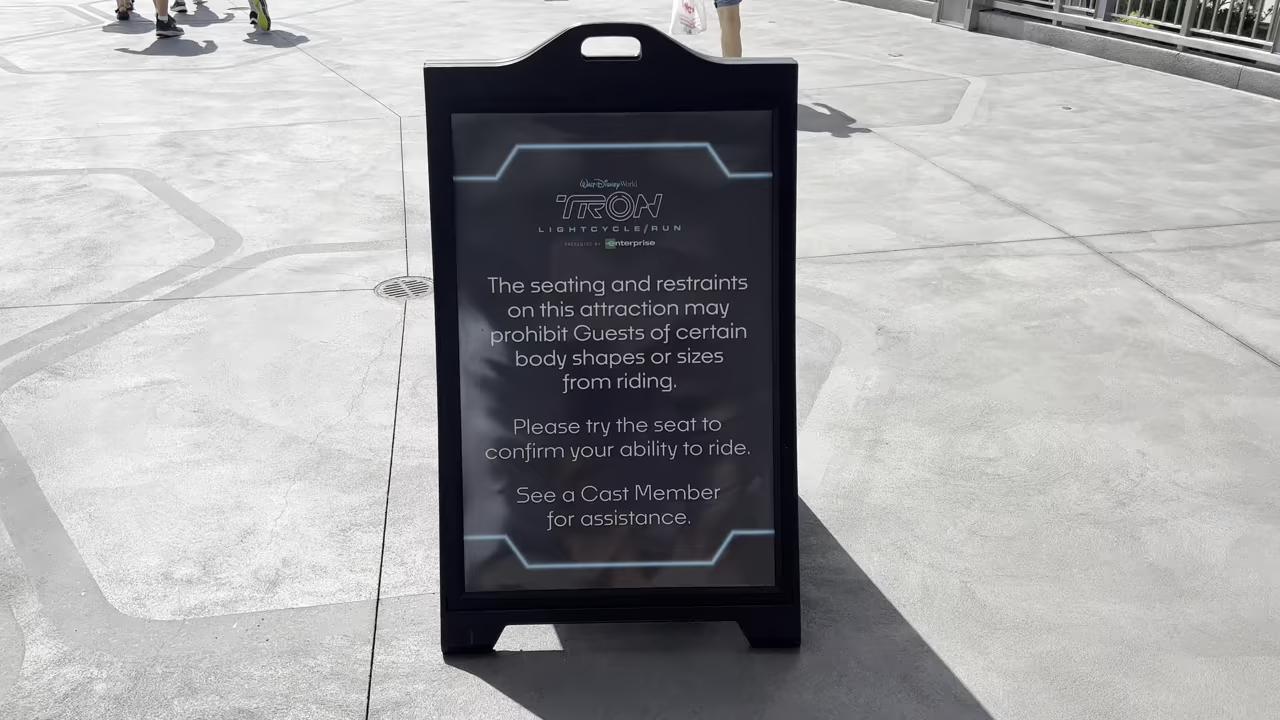 Walt Disney World
TRON
LIGHTCYCLE/RUN
PRESENTED BY enterprise
The seating and restraints
on this attraction may
prohibit Guests of certain
body shapes or sizes
from riding.
Please try the seat to
confirm your ability to ride.
See a Cast Member
for assistance.